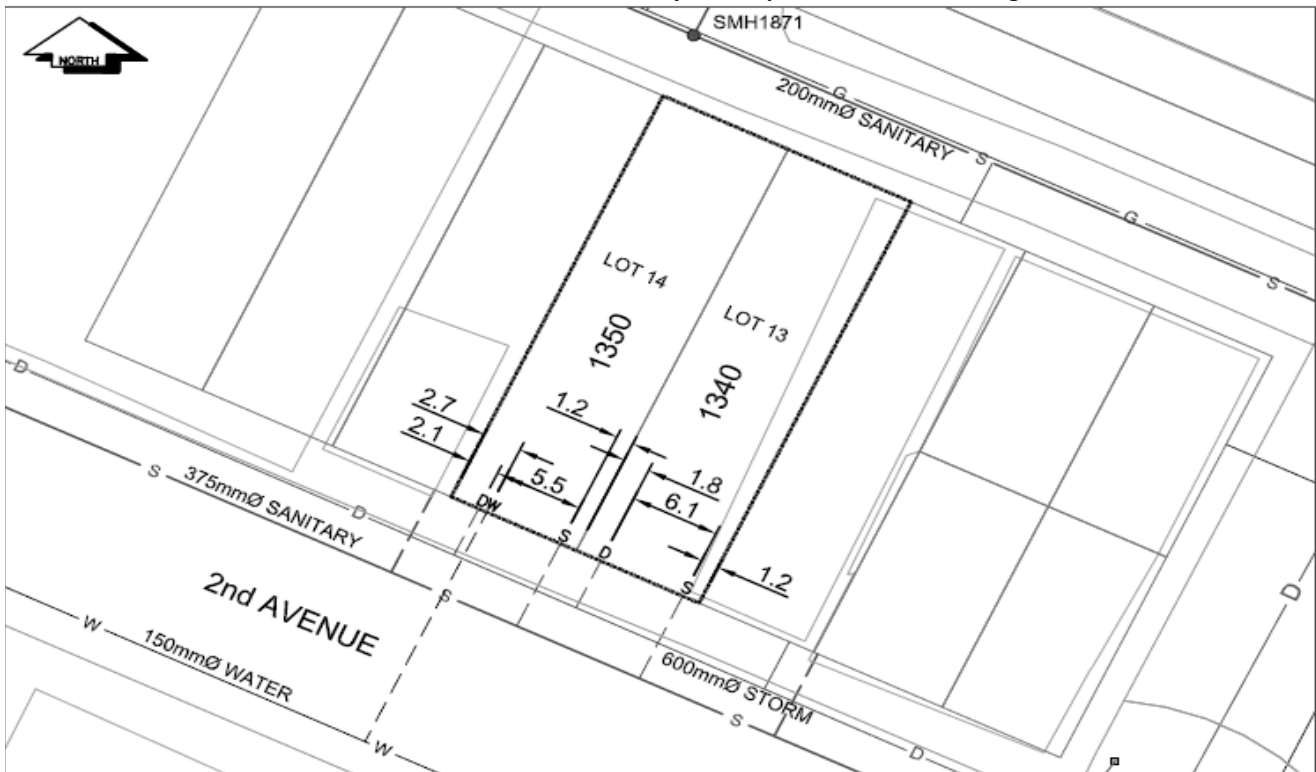 SMH1871
NORTH
G
200mmØ SANITARY
S
G
S
LOT 14
1350
LOT 13
1340
D
2.7
2.1
1.2
5.5
1.8
6.1
1.2
DW
S
D
S
S
375mmØ SANITARY
D
2nd AVENUE
S
W
150mmØ WATER
W
600mmØ STORM
S
D
D